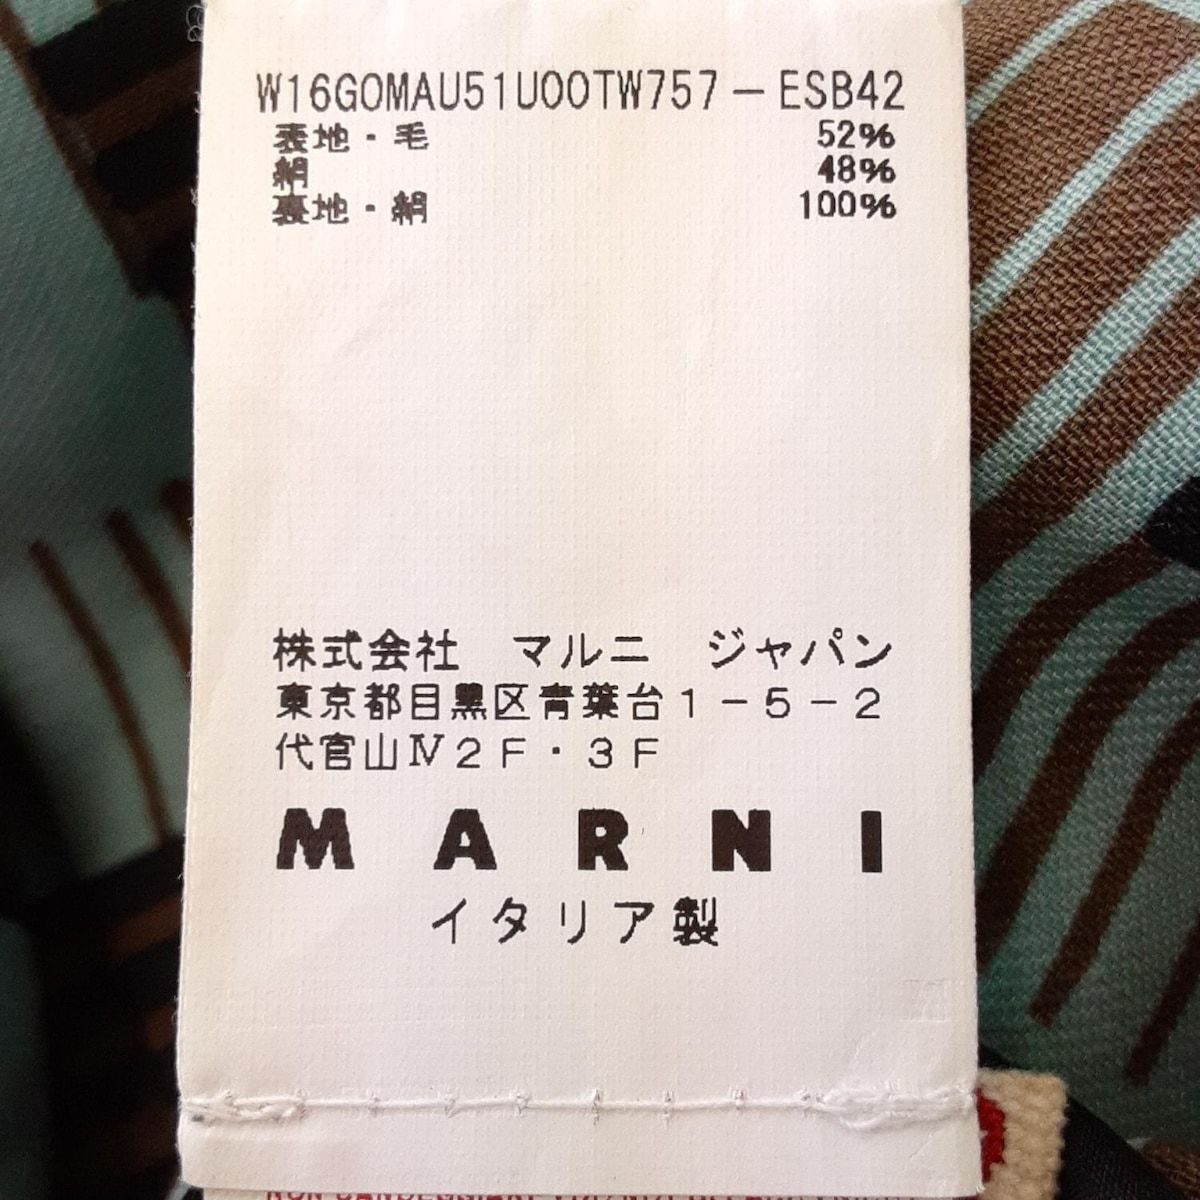 W16GOMAU51U00TW757－ESB42
表地・毛 52%
絹 48%
裏地・絹 100%
株式会社　マルニ　ジャパン
東京都目黒区青葉台１－５－２
代官山Ⅳ２Ｆ・３Ｆ
MARNI
イタリア製